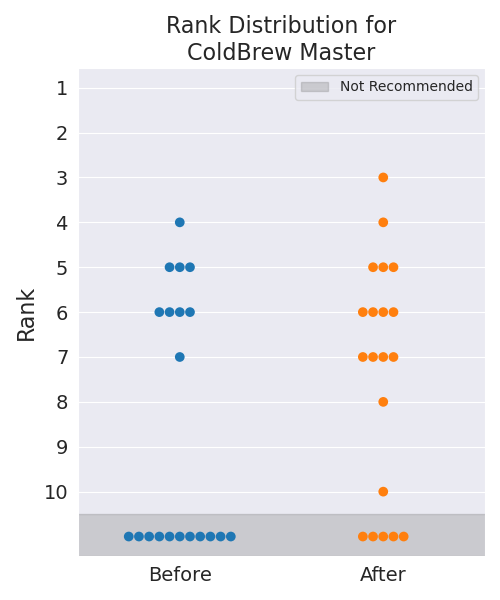 Rank Distribution for
ColdBrew Master
Not Recommended
1
2
3
4
5
6
7
8
9
10
Rank
Before
After